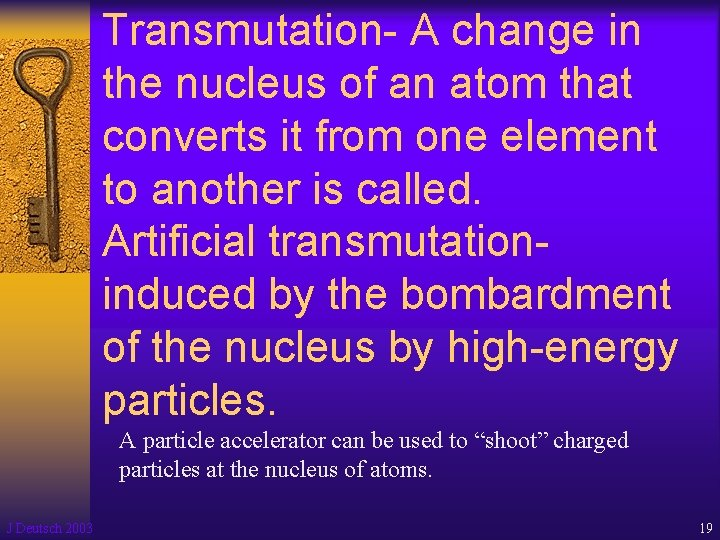 Transmutation- A change in
the nucleus of an atom that
converts it from one element
to another is called.
Artificial transmutation-
induced by the bombardment
of the nucleus by high-energy
particles.
A particle accelerator can be used to “shoot” charged
particles at the nucleus of atoms.
J Deutsch 2003
19